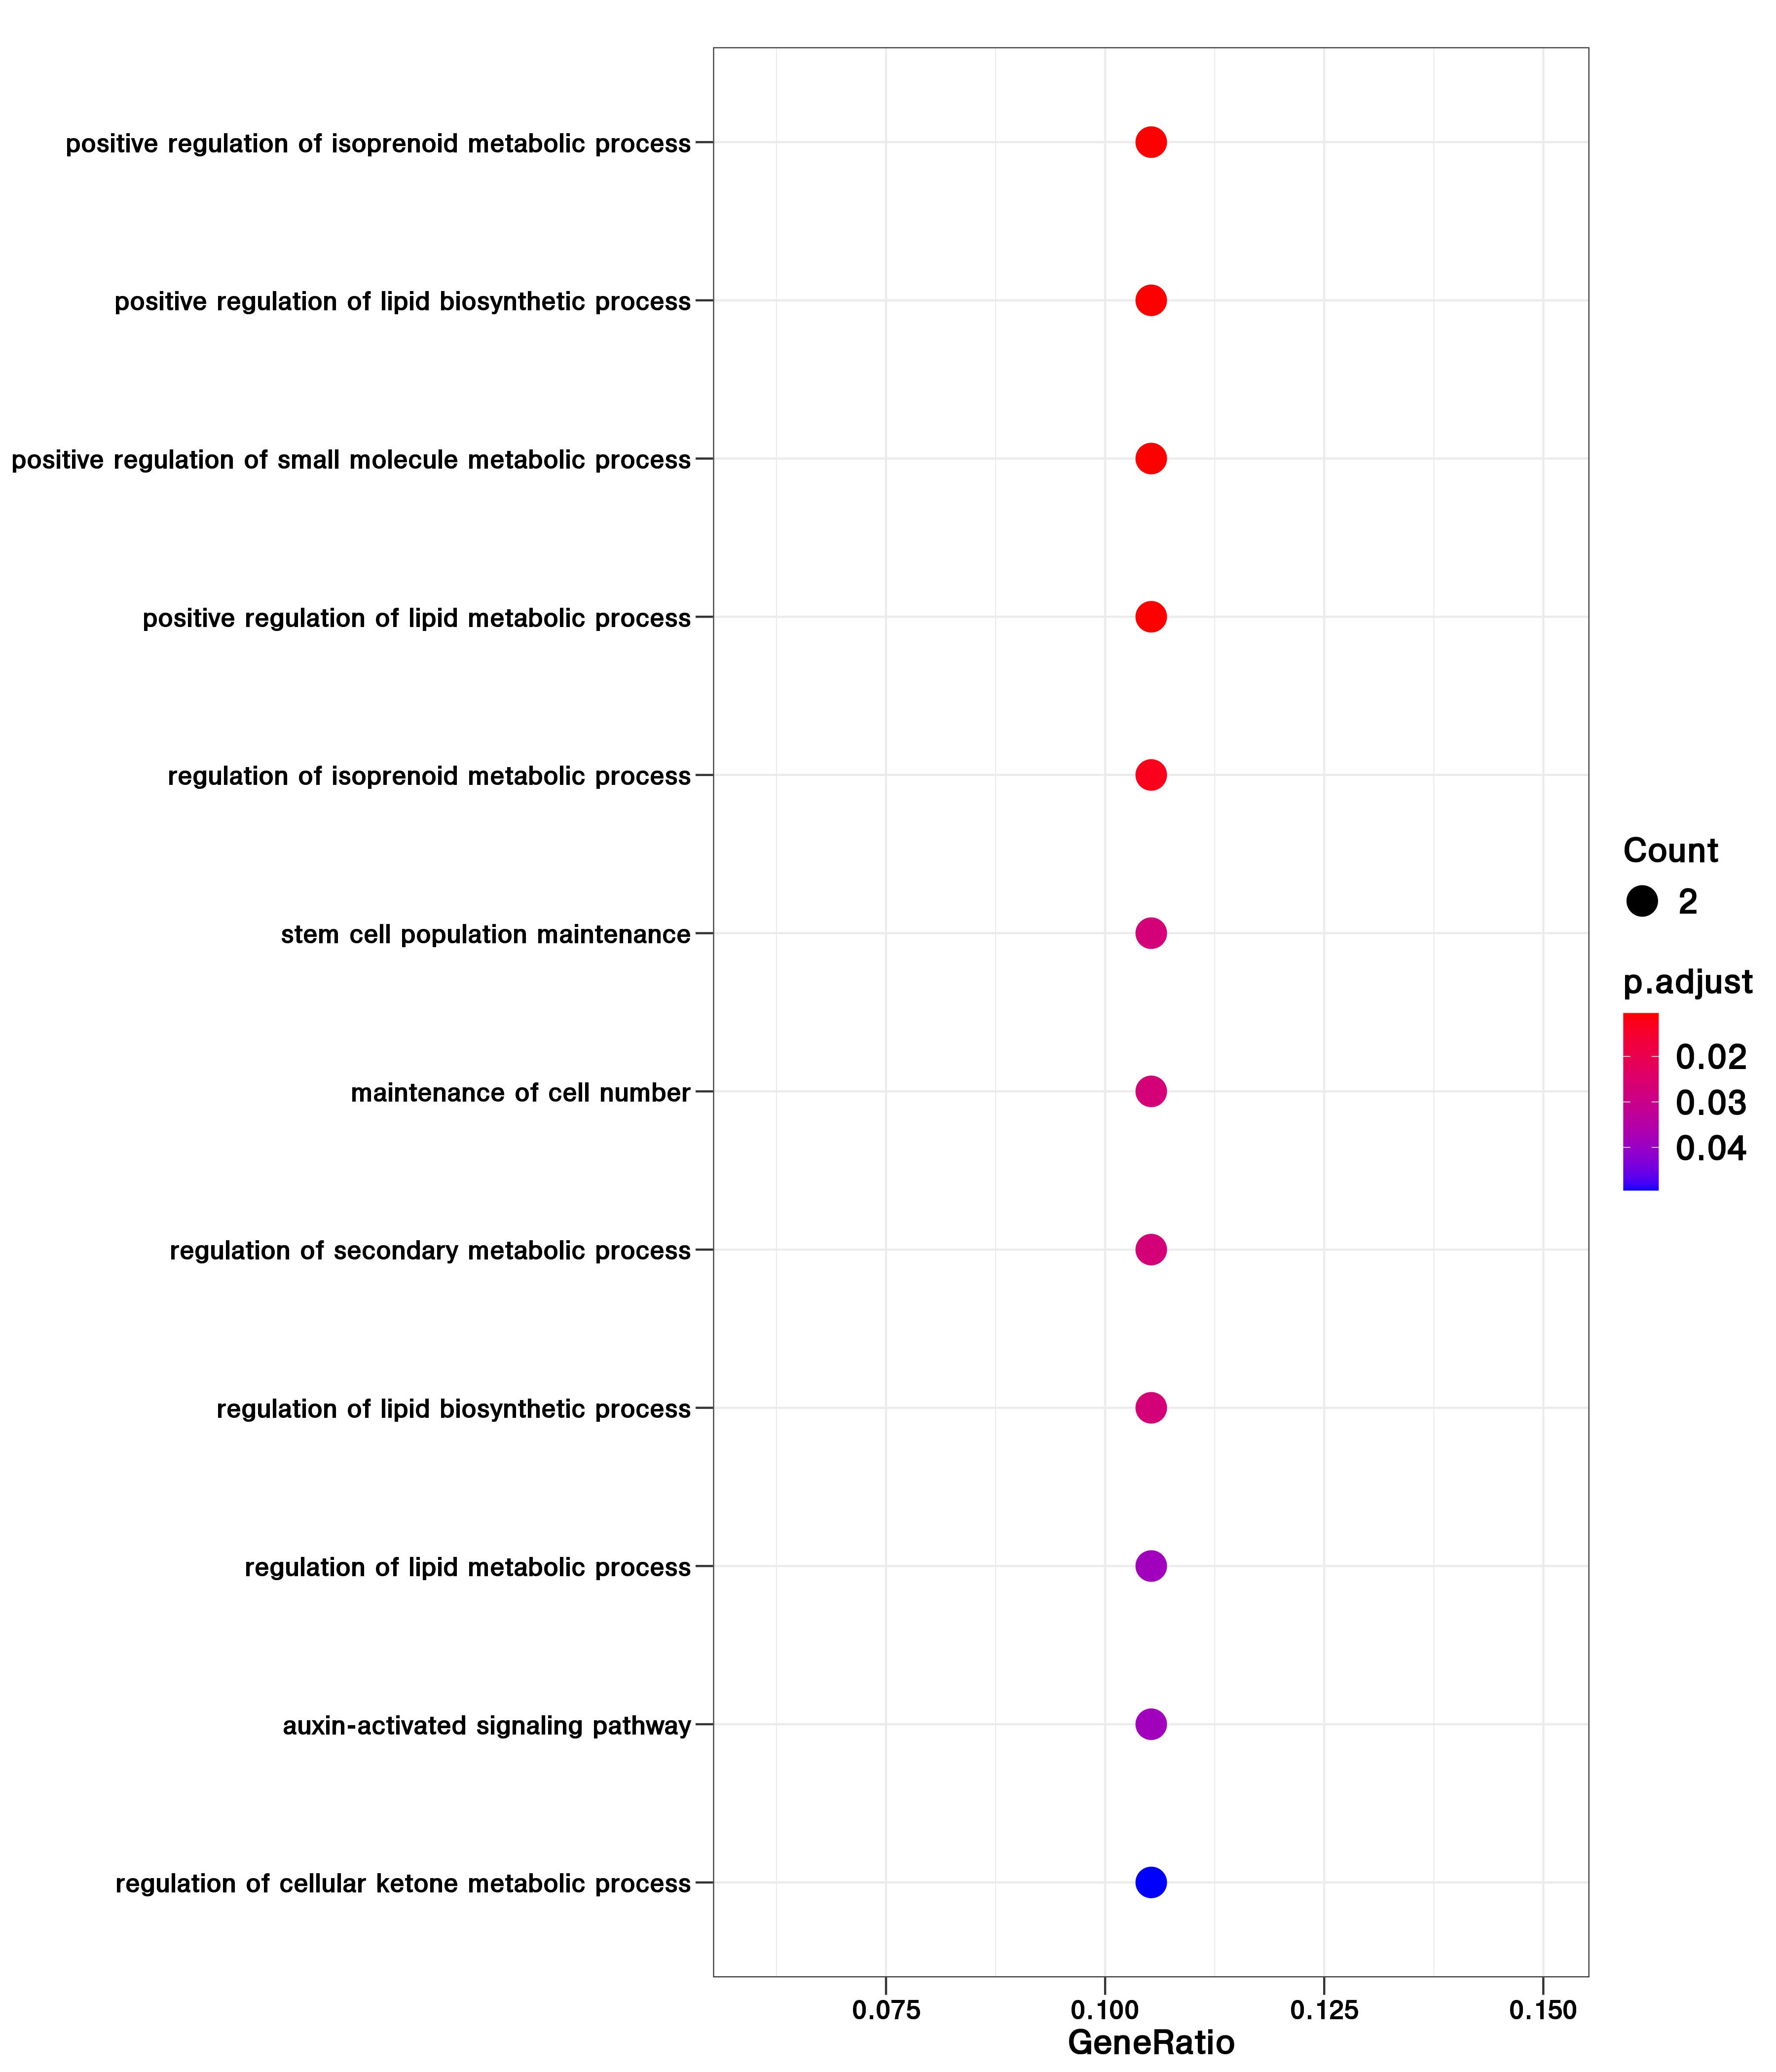 positive regulation of isoprenoid metabolic process
positive regulation of lipid biosynthetic process
positive regulation of small molecule metabolic process
positive regulation of lipid metabolic process
regulation of isoprenoid metabolic process
stem cell population maintenance
maintenance of cell number
regulation of secondary metabolic process
regulation of lipid biosynthetic process
regulation of lipid metabolic process
auxin-activated signaling pathway
regulation of cellular ketone metabolic process
0.075 0.100 0.125 0.150
GeneRatio
Count
2
p.adjust
0.02
0.03
0.04